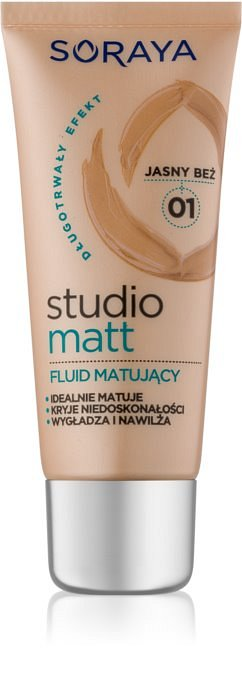 SORAYA
DŁUGOTRWAŁY EFEKT
JASNY BEŻ
01
studio
matt
FLUID MATUJĄCY
• IDEALNIE MATUJE
• KRYJE NIEDOSKONAŁOŚCI
• WYGŁADZA I NAWILŻA